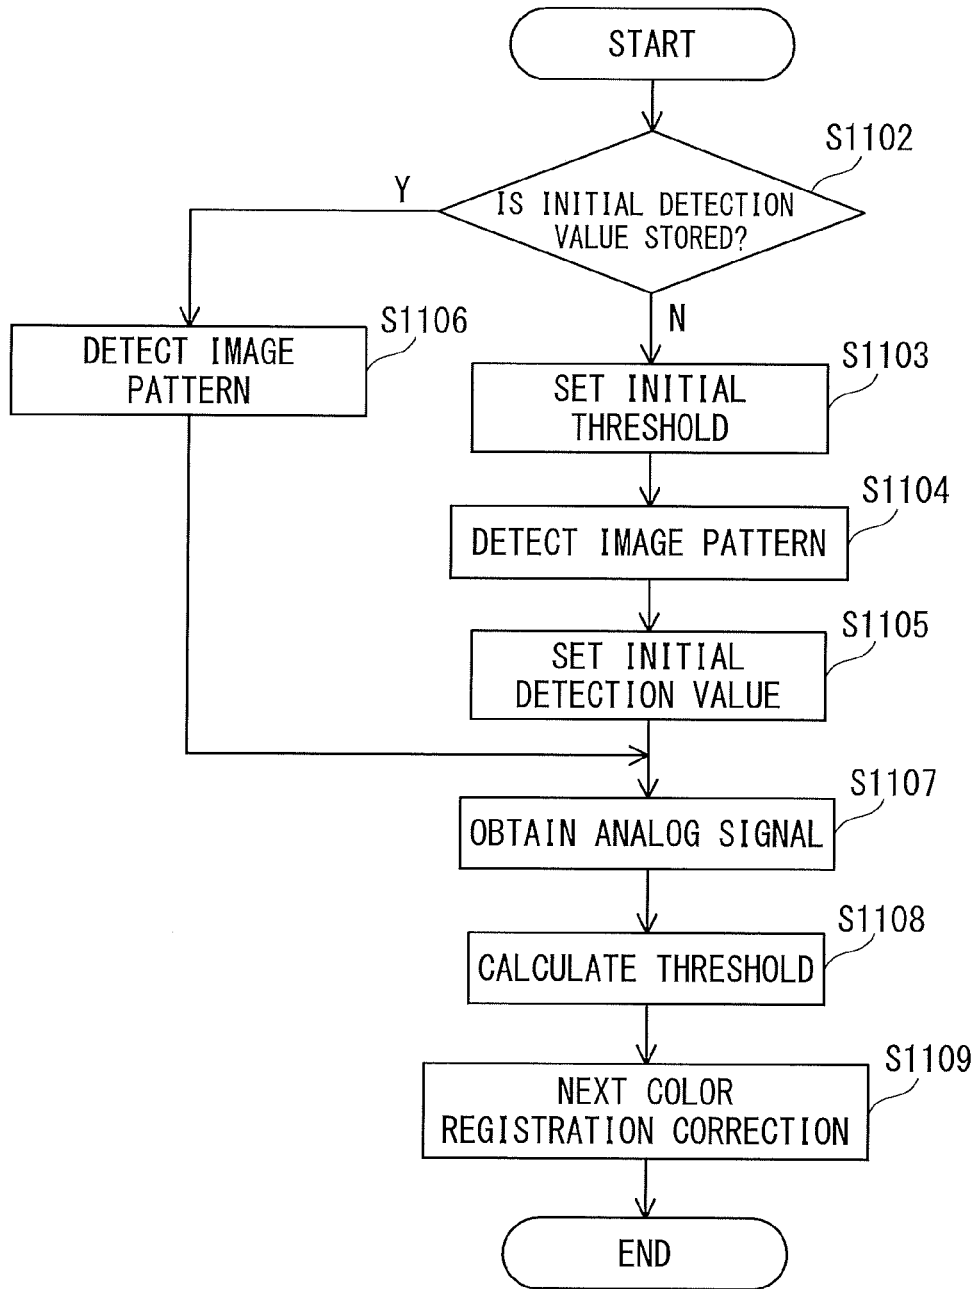 START
S1102
Y
IS INITIAL DETECTION
VALUE STORED?
S1106
N
DETECT IMAGE
PATTERN
S1103
SET INITIAL
THRESHOLD
S1104
DETECT IMAGE PATTERN
S1105
SET INITIAL
DETECTION VALUE
S1107
OBTAIN ANALOG SIGNAL
S1108
CALCULATE THRESHOLD
S1109
NEXT COLOR
REGISTRATION CORRECTION
END